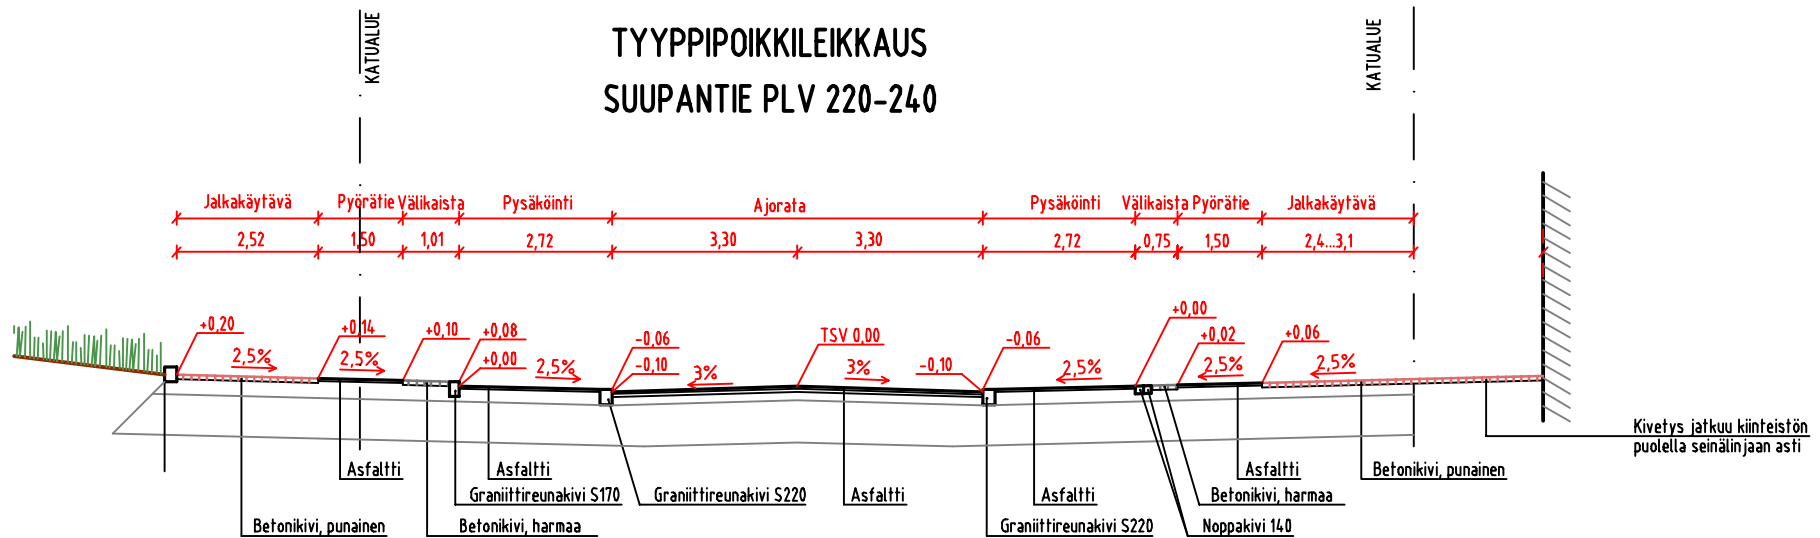 TYYPPIPOIKKILEIKKAUS
SUUPANTIE PLV 220-240
KATUALUE
KATUALUE
Jalkakäytävä Pyörätie Välikaista Pysäköinti Ajorata Pysäköinti Välikaista Pyörätie Jalkakäytävä
2,52 1,50 1,01 2,72 3,30 3,30 2,72 0,75 1,50 2,4...3,1
+0,20 +0,14 +0,10 +0,08 -0,06 TSV 0,00 -0,06 +0,00 +0,02 +0,06
+0,00 -0,10 -0,10
2,5% 2,5% 2,5% 3% 3% 2,5% 2,5% 2,5%
Kivetys jatkuu kiinteistön
puolella seinälinjaan asti
Asfaltti Asfaltti Asfaltti Betonikivi, punainen
Graniittireunakivi S170 Graniittireunakivi S220 Asfaltti Asfaltti Betonikivi, harmaa
Betonikivi, punainen Betonikivi, harmaa Graniittireunakivi S220 Noppakivi 140